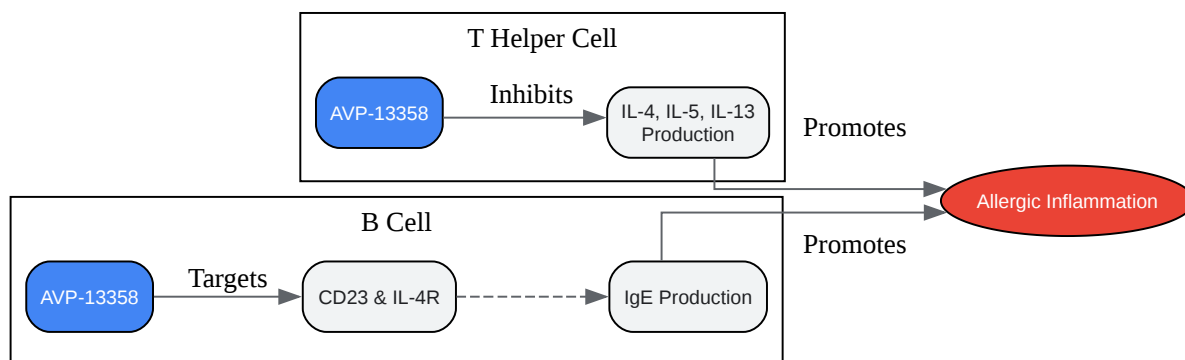 T Helper Cell
AVP-13358
Inhibits
IL-4, IL-5, IL-13
Production
Promotes
Allergic Inflammation
B Cell
AVP-13358
Targets
CD23 & IL-4R
IgE Production
Promotes